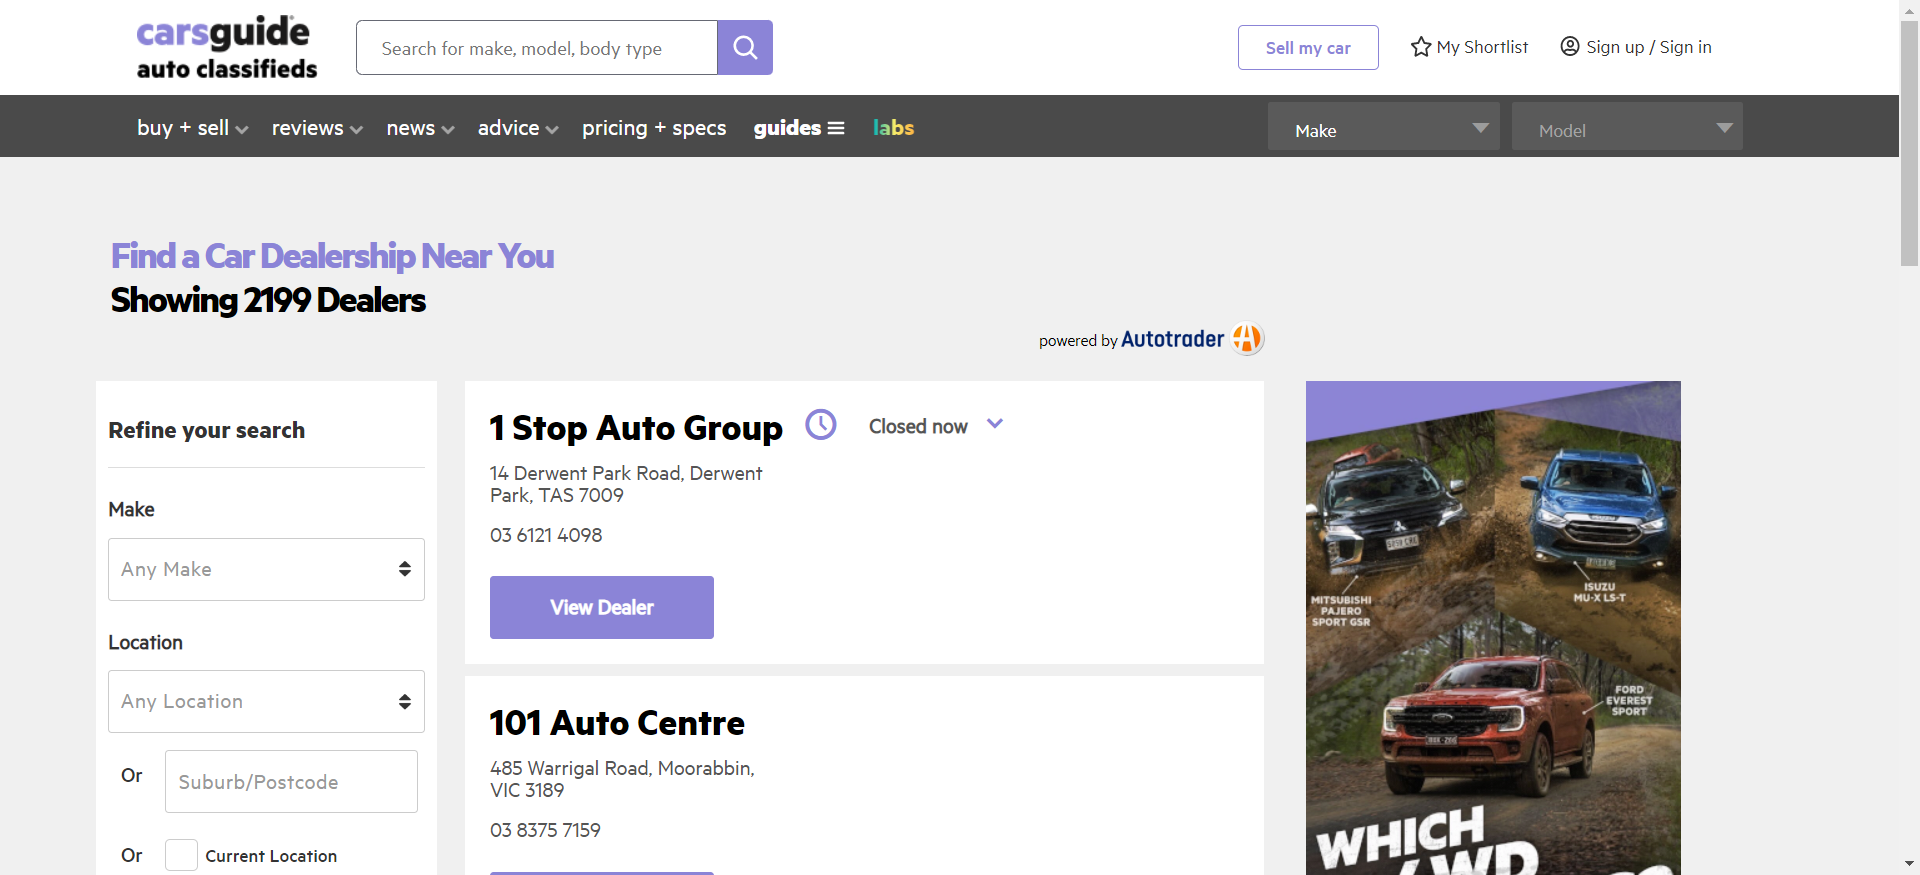 carsguide
auto classifieds
Search for make, model, body type
Sell my car
My Shortlist
Sign up / Sign in
buy + sell
reviews
news
advice
pricing + specs
guides
labs
Make
Model
Find a Car Dealership Near You
Showing 2199 Dealers
powered by Autotrader
Refine your search
Make
Any Make
Location
Any Location
Or
Suburb/Postcode
Or
Current Location
1 Stop Auto Group
Closed now
14 Derwent Park Road, Derwent
Park, TAS 7009
03 6121 4098
View Dealer
101 Auto Centre
485 Warrigal Road, Moorabbin,
VIC 3189
03 8375 7159
MITSUBISHI
PAJERO
SPORT GSR
ISUZU
MU-X LS-T
FORD
EVEREST
SPORT
WHICH